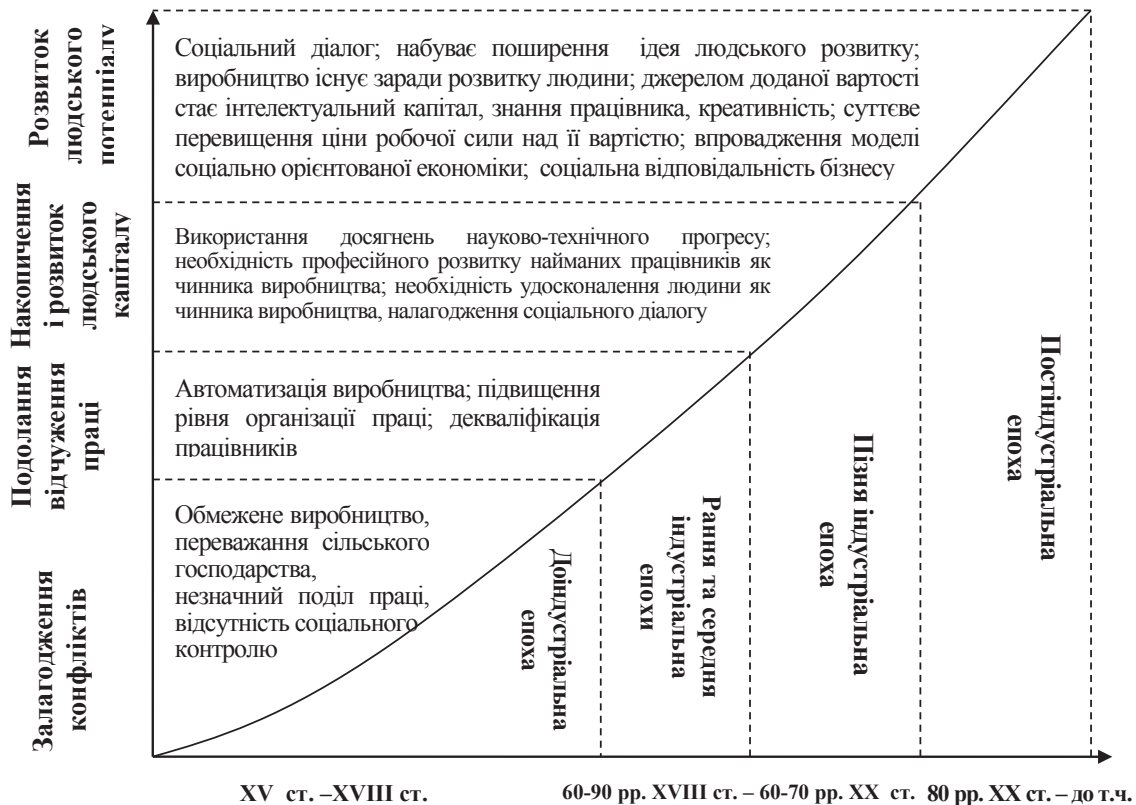 Розвиток
людського
потенціалу
Соціальний діалог; набуває поширення ідея людського розвитку;
виробництво існує заради розвитку людини; джерелом доданої вартості
стає інтелектуальний капітал, знання працівника, креативність; суттєве
перевищення ціни робочої сили над її вартістю; впровадження моделі
соціально орієнтованої економіки; соціальна відповідальність бізнесу
Накопичення
і розвиток
людського
капіталу
Використання досягнень науково-технічного прогресу;
необхідність професійного розвитку найманих працівників як
чинника виробництва; необхідність удосконалення людини як
чинника виробництва, налагодження соціального діалогу
Подолання
відчуження
праці
Автоматизація виробництва; підвищення
рівня організації праці; декваліфікація
працівників
Залагодження
конфліктів
Обмежене виробництво,
переважання сільського
господарства,
незначний поділ праці,
відсутність соціального
контролю
Доіндустріальна
епоха
Рання та середня
індустріальна
епохи
Пізня індустріальна
епоха
Постіндустріальна
епоха
XV ст. –XVIII ст.
60-90 рр. XVIII ст. – 60-70 рр. XX ст.
80 рр. XX ст. – до т.ч.